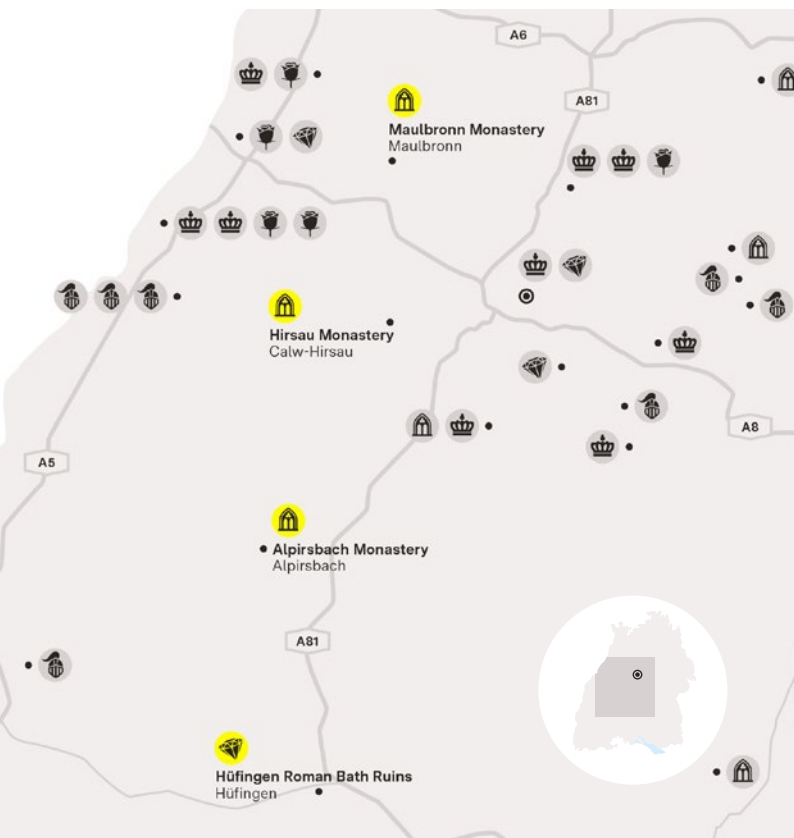 A6
A81
Maulbronn Monastery
Maulbronn
Hirsau Monastery
Calw-Hirsau
A8
A5
Alpirsbach Monastery
Alpirsbach
A81
Hüfingen Roman Bath Ruins
Hüfingen